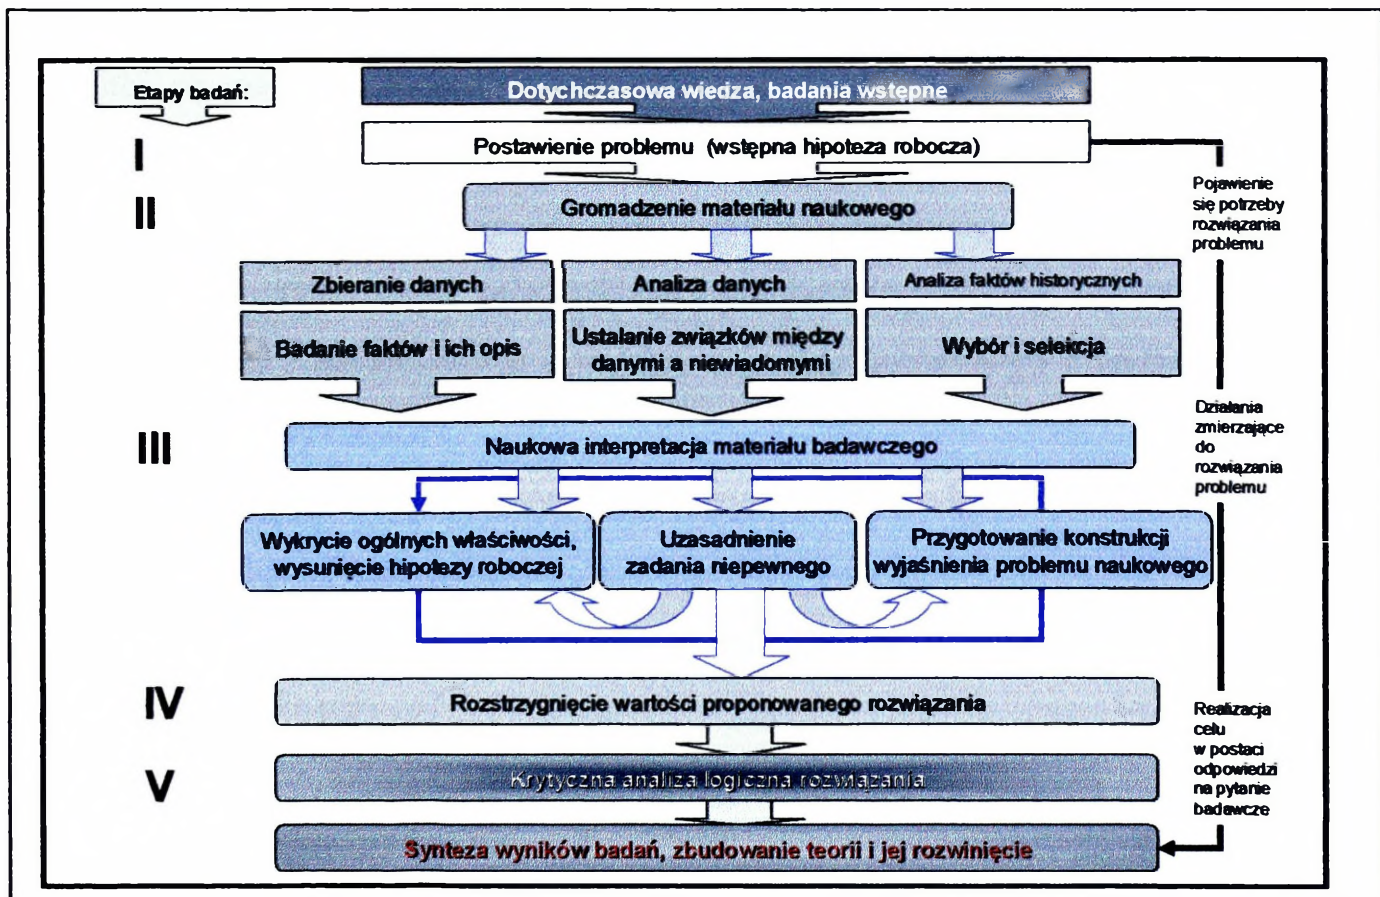 Etapy badań:
Dotychczasowa wiedza, badania wstępne
I
Postawienie problemu (wstępna hipoteza robocza)
II
Gromadzenie materiału naukowego
Pojawienie
się potrzeby
rozwiązania
problemu
Zbieranie danych
Analiza danych
Analiza faktów historycznych
Badanie faktów i ich opis
Ustalanie związków między
danymi a niewiadomymi
Wybór i selekcja
III
Naukowa interpretacja materiału badawczego
Działania
zmierzające
do
rozwiązania
problemu
Wykrycie ogólnych właściwości,
wysunięcie hipotezy roboczej
Uzasadnienie
zadania niepewnego
Przygotowanie konstrukcji
wyjaśnienia problemu naukowego
IV
Rozstrzygnięcie wartości proponowanego rozwiązania
Realizacja
celu
w postaci
odpowiedzi
na pytanie
badawcze
V
Krytyczna analiza logiczna rozwiązania
Synteza wyników badań, zbudowanie teorii i jej rozwinięcie